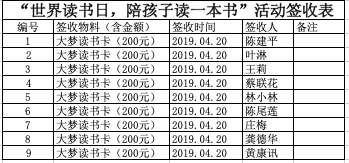 “世界读书日，陪孩子读一本书”活动签收表
编号 签收物料（含金额） 签收时间 签收人 备注
1 大梦读书卡（200元） 2019.04.20 陈建平
2 大梦读书卡（200元） 2019.04.20 叶淋
3 大梦读书卡（200元） 2019.04.20 王莉
4 大梦读书卡（200元） 2019.04.20 蔡联花
5 大梦读书卡（200元） 2019.04.20 林小林
6 大梦读书卡（200元） 2019.04.20 陈尾莲
7 大梦读书卡（200元） 2019.04.20 庄梅
8 大梦读书卡（200元） 2019.04.20 龚德华
9 大梦读书卡（200元） 2019.04.20 黄康讯